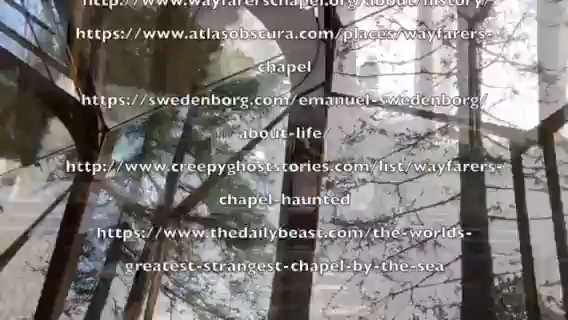 http://www.wayfarerschapel.org/about/history/
https://www.atlasobscura.com/places/wayfarers-
chapel
https://swedenborg.com/emanuel-swedenborg/
about-life/
http://www.creepyghoststories.com/list/wayfarers-
chapel-haunted
https://www.thedailybeast.com/the-worlds-
greatest-strangest-chapel-by-the-sea